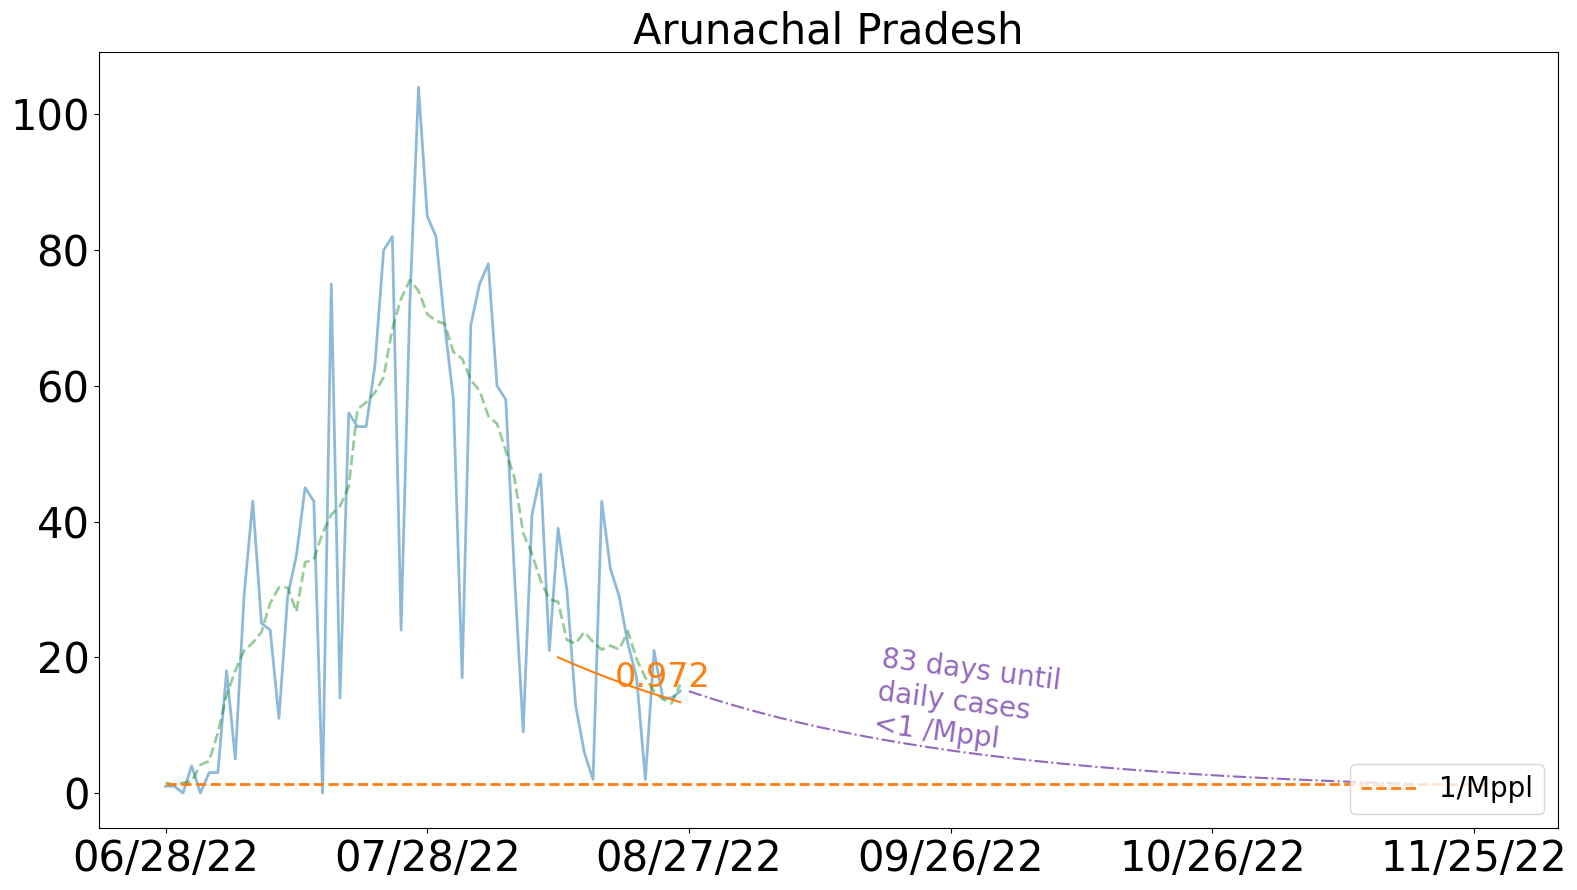 Arunachal Pradesh
100
80
60
40
20
0
0.972
83 days until
daily cases
<1 /Mppl
1/Mppl
06/28/22
07/28/22
08/27/22
09/26/22
10/26/22
11/25/22